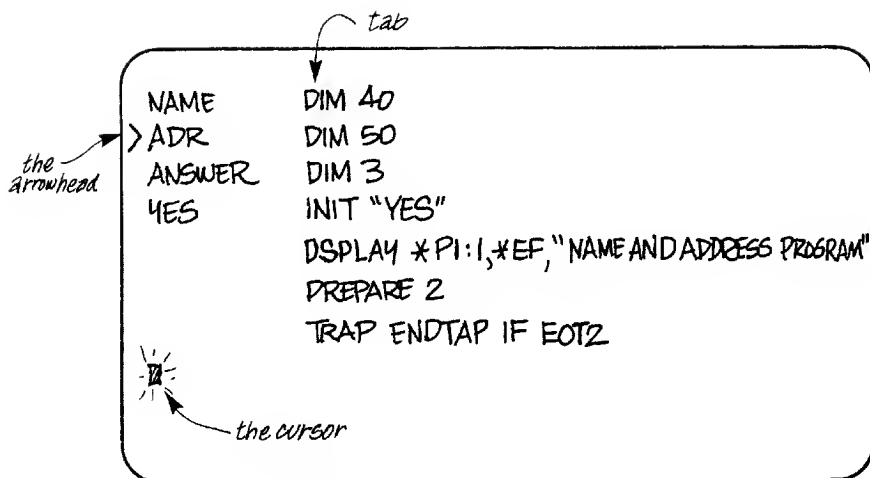 tab
NAME DIM 40
> ADR DIM 50
the arrowhead
ANSWER DIM 3
YES INIT "YES"
DSPLAY *P1:1,*EF,"NAME AND ADDRESS PROGRAM"
PREPARE 2
TRAP ENDTAP IF EOT2
the cursor